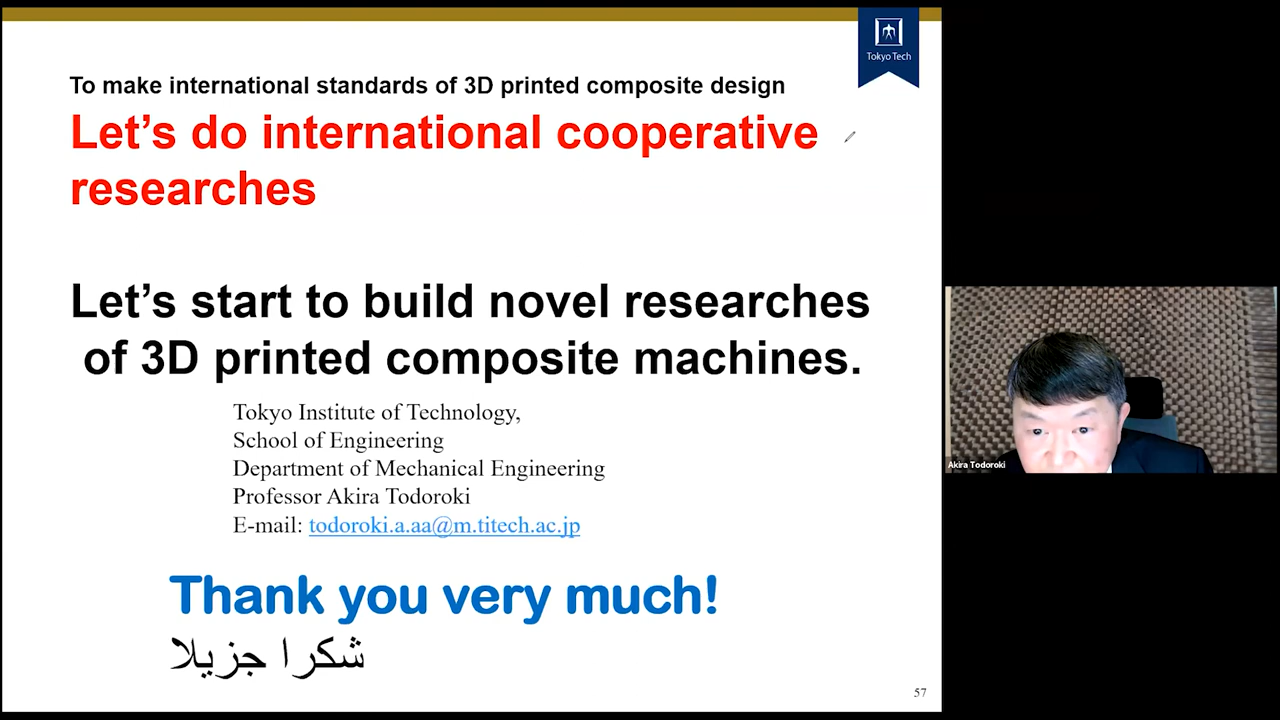 Tokyo Tech
To make international standards of 3D printed composite design
Let's do international cooperative
researches
Let's start to build novel researches
of 3D printed composite machines.
Tokyo Institute of Technology,
School of Engineering
Department of Mechanical Engineering
Professor Akira Todoroki
E-mail: todoroki.a.aa@m.titech.ac.jp
Thank you very much!
شكرا جزيلا
57
Akira Todoroki